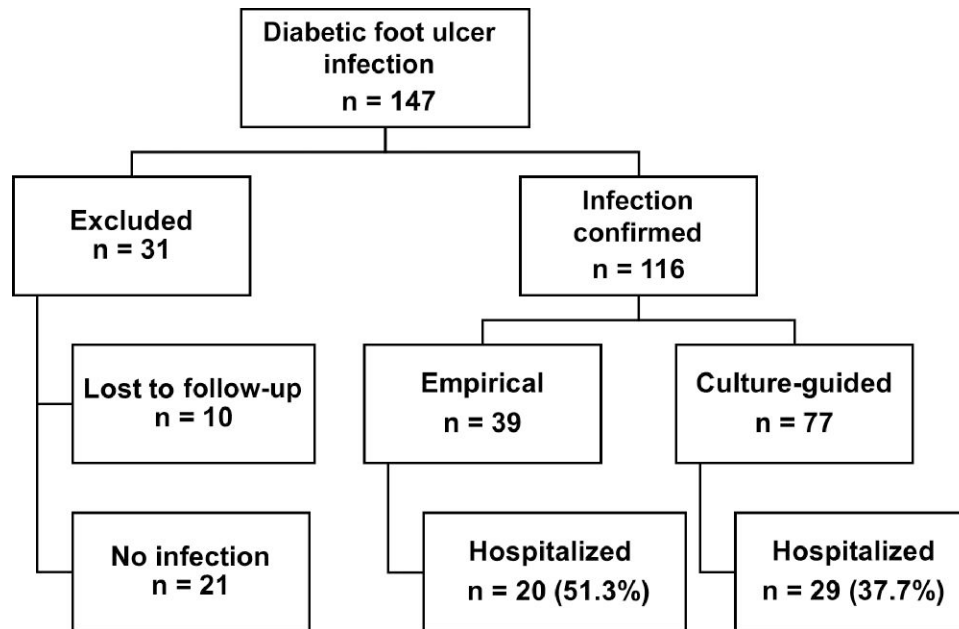 Diabetic foot ulcer
infection
n = 147
Excluded
n = 31
Infection
confirmed
n = 116
Lost to follow-up
n = 10
Empirical
n = 39
Culture-guided
n = 77
No infection
n = 21
Hospitalized
n = 20 (51.3%)
Hospitalized
n = 29 (37.7%)